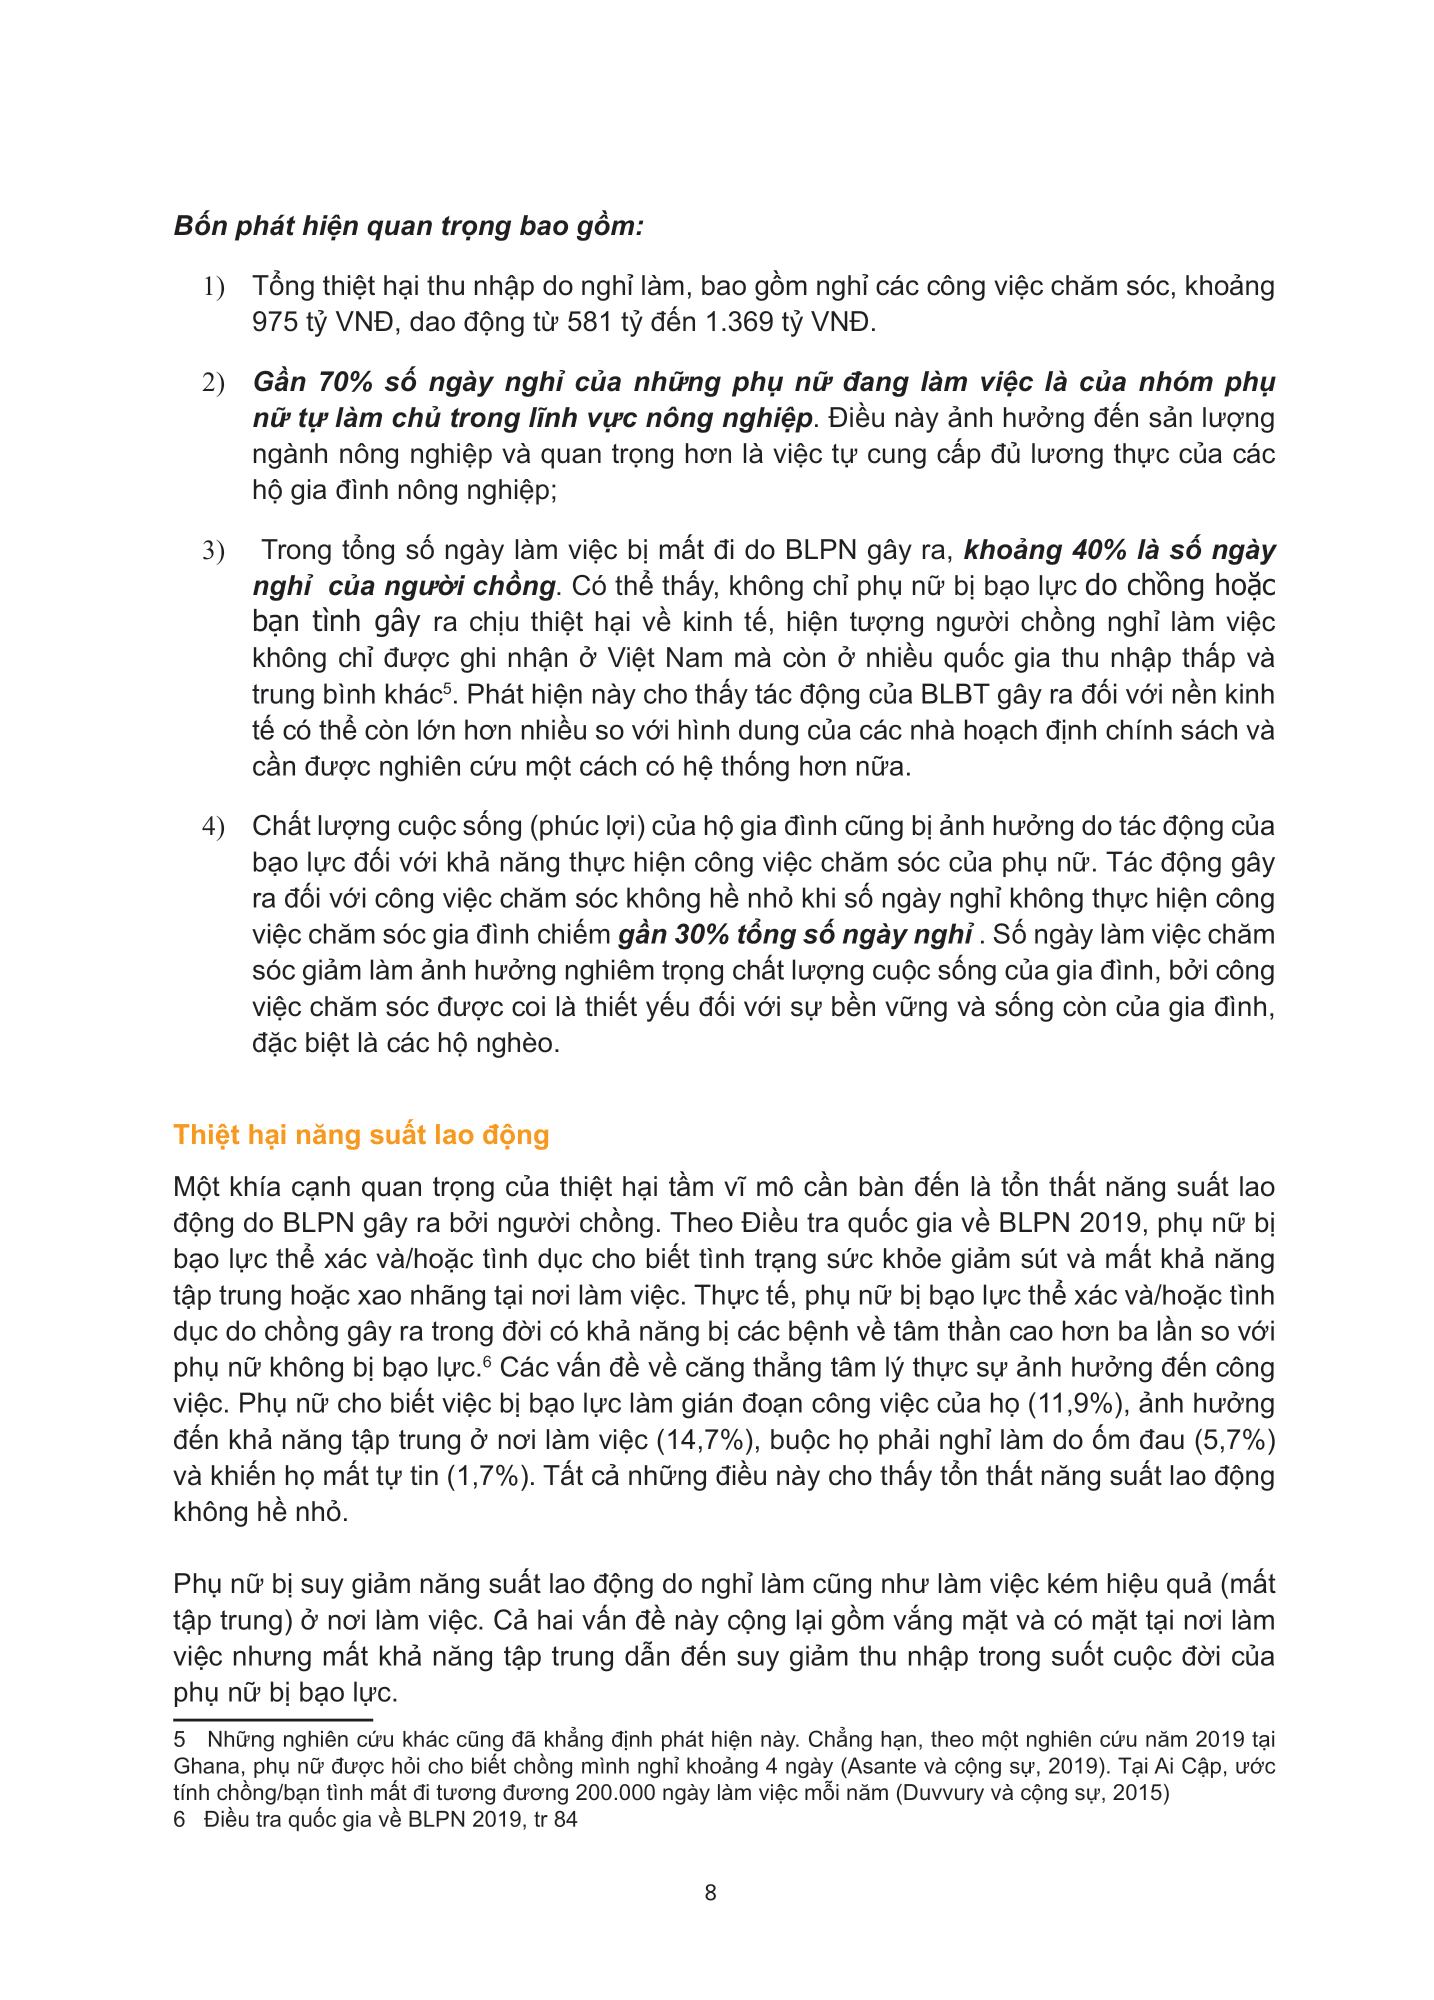 Bốn phát hiện quan trọng bao gồm:
1) Tổng thiệt hại thu nhập do nghỉ làm, bao gồm nghỉ các công việc chăm sóc, khoảng
975 tỷ VNĐ, dao động từ 581 tỷ đến 1.369 tỷ VNĐ.
2) Gần 70% số ngày nghỉ của những phụ nữ đang làm việc là của nhóm phụ
nữ tự làm chủ trong lĩnh vực nông nghiệp. Điều này ảnh hưởng đến sản lượng
ngành nông nghiệp và quan trọng hơn là việc tự cung cấp đủ lương thực của các
hộ gia đình nông nghiệp;
3) Trong tổng số ngày làm việc bị mất đi do BLPN gây ra, khoảng 40% là số ngày
nghỉ của người chồng. Có thể thấy, không chỉ phụ nữ bị bạo lực do chồng hoặc
bạn tình gây ra chịu thiệt hại về kinh tế, hiện tượng người chồng nghỉ làm việc
không chỉ được ghi nhận ở Việt Nam mà còn ở nhiều quốc gia thu nhập thấp và
trung bình khác5. Phát hiện này cho thấy tác động của BLBT gây ra đối với nền kinh
tế có thể còn lớn hơn nhiều so với hình dung của các nhà hoạch định chính sách và
cần được nghiên cứu một cách có hệ thống hơn nữa.
4) Chất lượng cuộc sống (phúc lợi) của hộ gia đình cũng bị ảnh hưởng do tác động của
bạo lực đối với khả năng thực hiện công việc chăm sóc của phụ nữ. Tác động gây
ra đối với công việc chăm sóc không hề nhỏ khi số ngày nghỉ không thực hiện công
việc chăm sóc gia đình chiếm gần 30% tổng số ngày nghỉ . Số ngày làm việc chăm
sóc giảm làm ảnh hưởng nghiêm trọng chất lượng cuộc sống của gia đình, bởi công
việc chăm sóc được coi là thiết yếu đối với sự bền vững và sống còn của gia đình,
đặc biệt là các hộ nghèo.
Thiệt hại năng suất lao động
Một khía cạnh quan trọng của thiệt hại tầm vĩ mô cần bàn đến là tổn thất năng suất lao
động do BLPN gây ra bởi người chồng. Theo Điều tra quốc gia về BLPN 2019, phụ nữ bị
bạo lực thể xác và/hoặc tình dục cho biết tình trạng sức khỏe giảm sút và mất khả năng
tập trung hoặc xao nhãng tại nơi làm việc. Thực tế, phụ nữ bị bạo lực thể xác và/hoặc tình
dục do chồng gây ra trong đời có khả năng bị các bệnh về tâm thần cao hơn ba lần so với
phụ nữ không bị bạo lực.6 Các vấn đề về căng thẳng tâm lý thực sự ảnh hưởng đến công
việc. Phụ nữ cho biết việc bị bạo lực làm gián đoạn công việc của họ (11,9%), ảnh hưởng
đến khả năng tập trung ở nơi làm việc (14,7%), buộc họ phải nghỉ làm do ốm đau (5,7%)
và khiến họ mất tự tin (1,7%). Tất cả những điều này cho thấy tổn thất năng suất lao động
không hề nhỏ.
Phụ nữ bị suy giảm năng suất lao động do nghỉ làm cũng như làm việc kém hiệu quả (mất
tập trung) ở nơi làm việc. Cả hai vấn đề này cộng lại gồm vắng mặt và có mặt tại nơi làm
việc nhưng mất khả năng tập trung dẫn đến suy giảm thu nhập trong suốt cuộc đời của
phụ nữ bị bạo lực.
5 Những nghiên cứu khác cũng đã khẳng định phát hiện này. Chẳng hạn, theo một nghiên cứu năm 2019 tại
Ghana, phụ nữ được hỏi cho biết chồng mình nghỉ khoảng 4 ngày (Asante và cộng sự, 2019). Tại Ai Cập, ước
tính chồng/bạn tình mất đi tương đương 200.000 ngày làm việc mỗi năm (Duvvury và cộng sự, 2015)
6 Điều tra quốc gia về BLPN 2019, tr 84
8